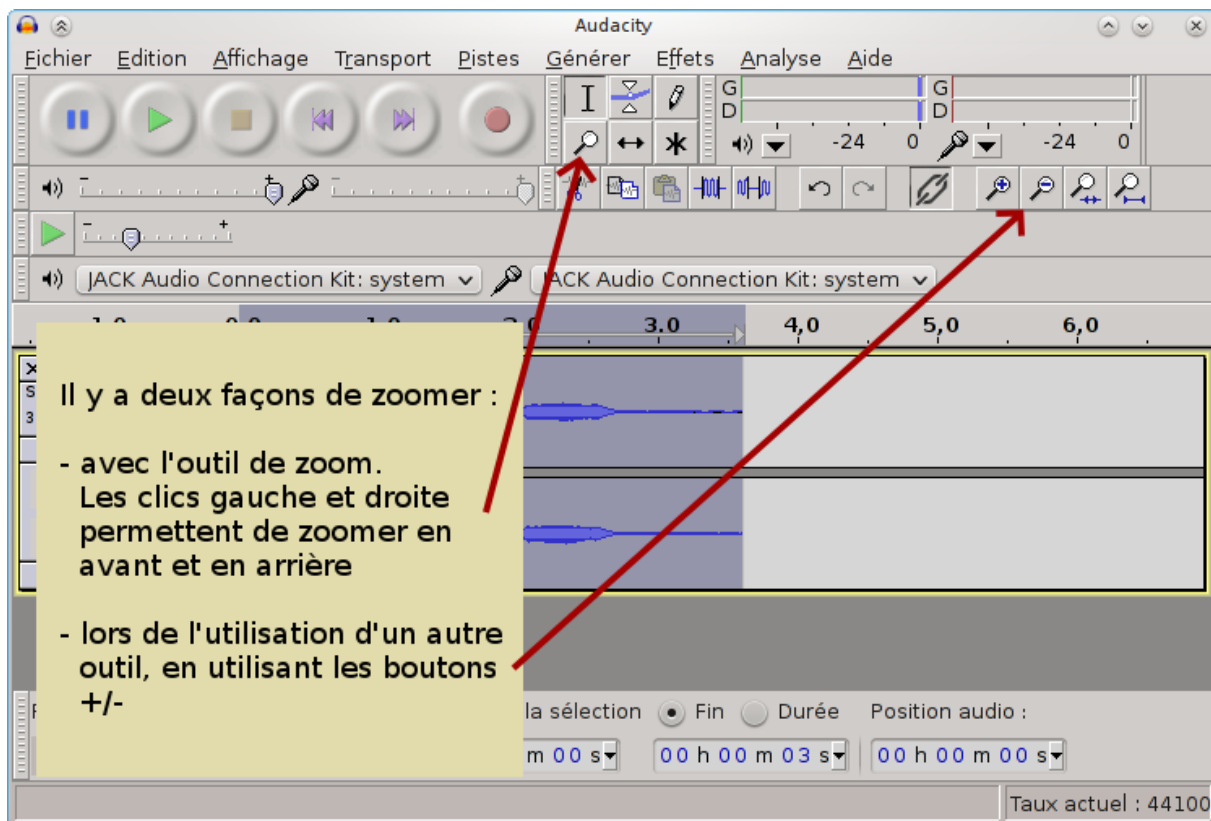 Audacity
Fichier Edition Affichage Transport Pistes Générer Effets Analyse Aide
G G
D D
-24 0 -24 0
- +
JACK Audio Connection Kit: system JACK Audio Connection Kit: system
3.0 4,0 5,0 6,0
Il y a deux façons de zoomer :
- avec l'outil de zoom.
Les clics gauche et droite
permettent de zoomer en
avant et en arrière
- lors de l'utilisation d'un autre
outil, en utilisant les boutons
+/-
la sélection Fin Durée Position audio :
m 00 s 00 h 00 m 03 s 00 h 00 m 00 s
Taux actuel : 44100